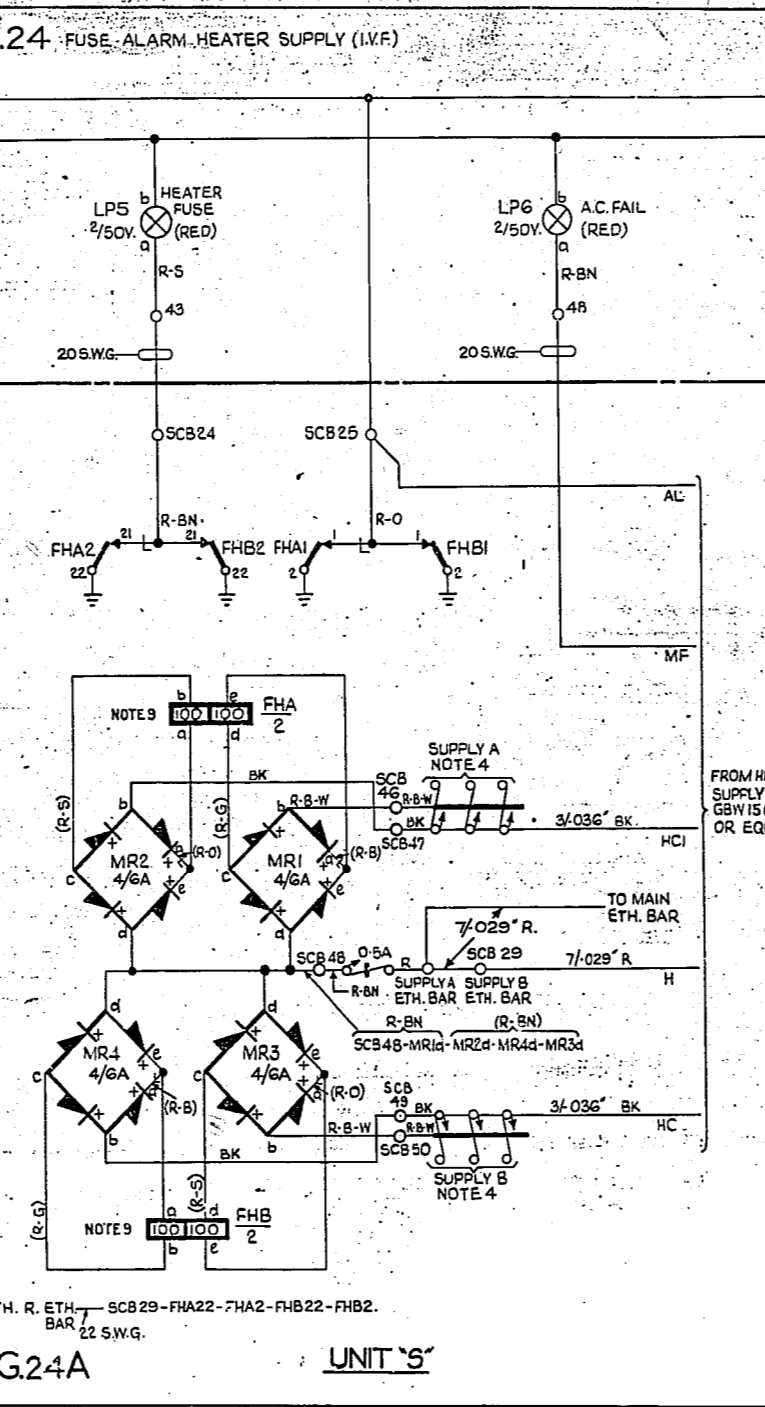 .24 FUSE ALARM HEATER SUPPLY (I.V.F.)
HEATER
FUSE
(RED)
LP5
2/50V.
b
a
R-S
43
20 S.W.G.
LP6
2/50V.
b
a
A.C. FAIL
(RED)
R-BN
48
20 S.W.G.
SCB24
SCB25
AL
R-BN
R-O
FHA2 21 L 21 FHB2
22 22
FHA1 1 L 1 FHB1
2 2
MF
NOTE 9
b e
100 100
a d
FHA
2
SUPPLY A
NOTE 4
BK
SCB
46
R-B-W
R-B-W
BK
SCB47
3/·036" BK
HC1
SUPPLY
OR
(R-S)
(R-G)
b
MR2
4/6A
c
a
e
d
(R-O)
b
MR1
4/6A
c
a
e
d
(R-B)
TO MAIN
ETH. BAR
7/·029" R.
SCB48
0·5A
R
SCB 29
7/·029" R
H
R-BN
SUPPLY A SUPPLY B
ETH. BAR ETH. BAR
R-BN (R-BN)
SCB48-MR1d-MR2d-MR4d-MR3d
d
MR4
4/6A
c
e
a
b
(R-B)
d
MR3
4/6A
c
e
a
b
(R-O)
SCB
49
BK
3/·036" BK
HC
R-B-W
R-B-W
SCB50
BK
SUPPLY B
NOTE 4
(R-G)
(R-S)
NOTE 9
a d
100 100
b e
FHB
2
H. R. ETH. SCB29-FHA22-FHA2-FHB22-FHB2.
BAR 22 S.W.G.
G.24A
UNIT "S"